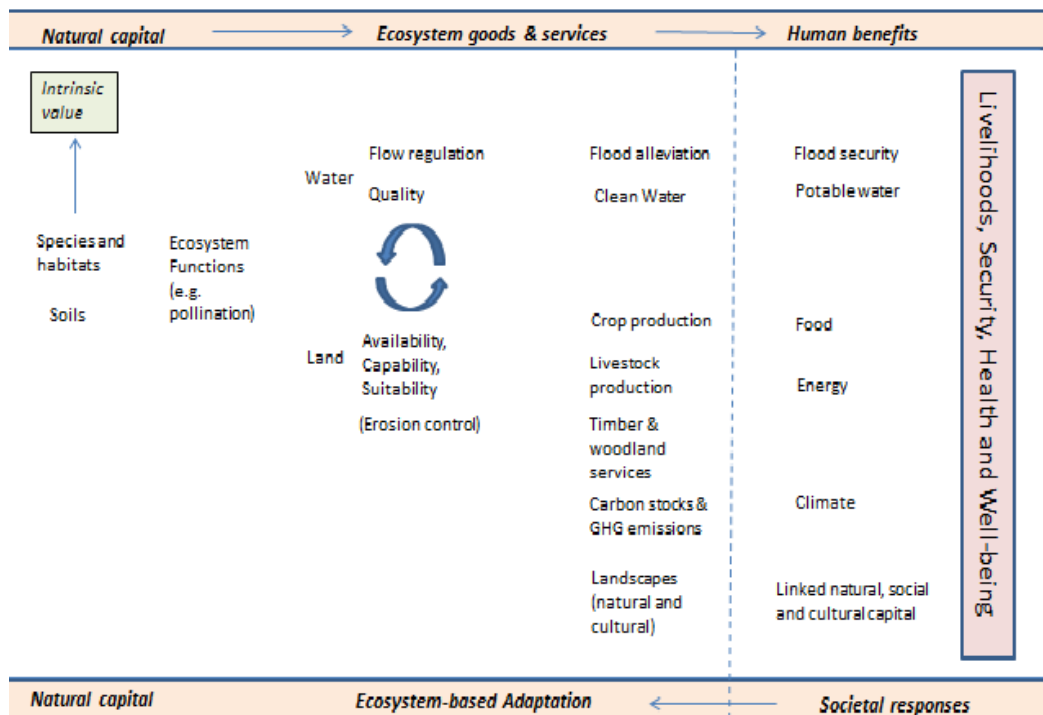 Natural capital
Ecosystem goods & services
Human benefits
Intrinsic
value
Species and
habitats
Soils
Ecosystem
Functions
(e.g.
pollination)
Water
Flow regulation
Quality
Land
Availability,
Capability,
Suitability
(Erosion control)
Flood alleviation
Clean Water
Crop production
Livestock
production
Timber &
woodland
services
Carbon stocks &
GHG emissions
Landscapes
(natural and
cultural)
Flood security
Potable water
Food
Energy
Climate
Linked natural, social
and cultural capital
Livelihoods, Security, Health and Well-being
Natural capital
Ecosystem-based Adaptation
Societal responses